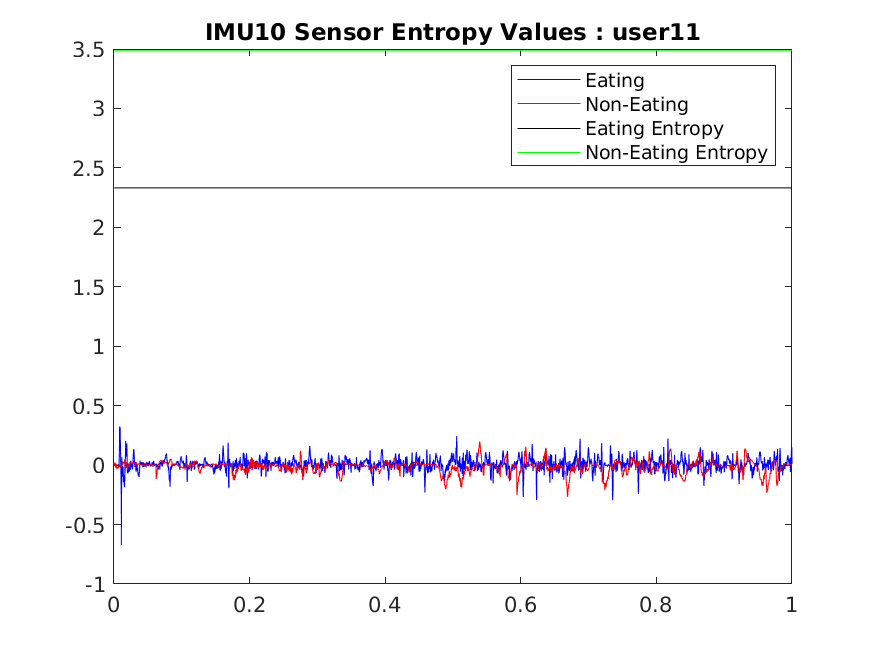 IMU10 Sensor Entropy Values : user11
3.5
3
2.5
2
1.5
1
0.5
0
-0.5
-1
Eating
Non-Eating
Eating Entropy
Non-Eating Entropy
0 0.2 0.4 0.6 0.8 1